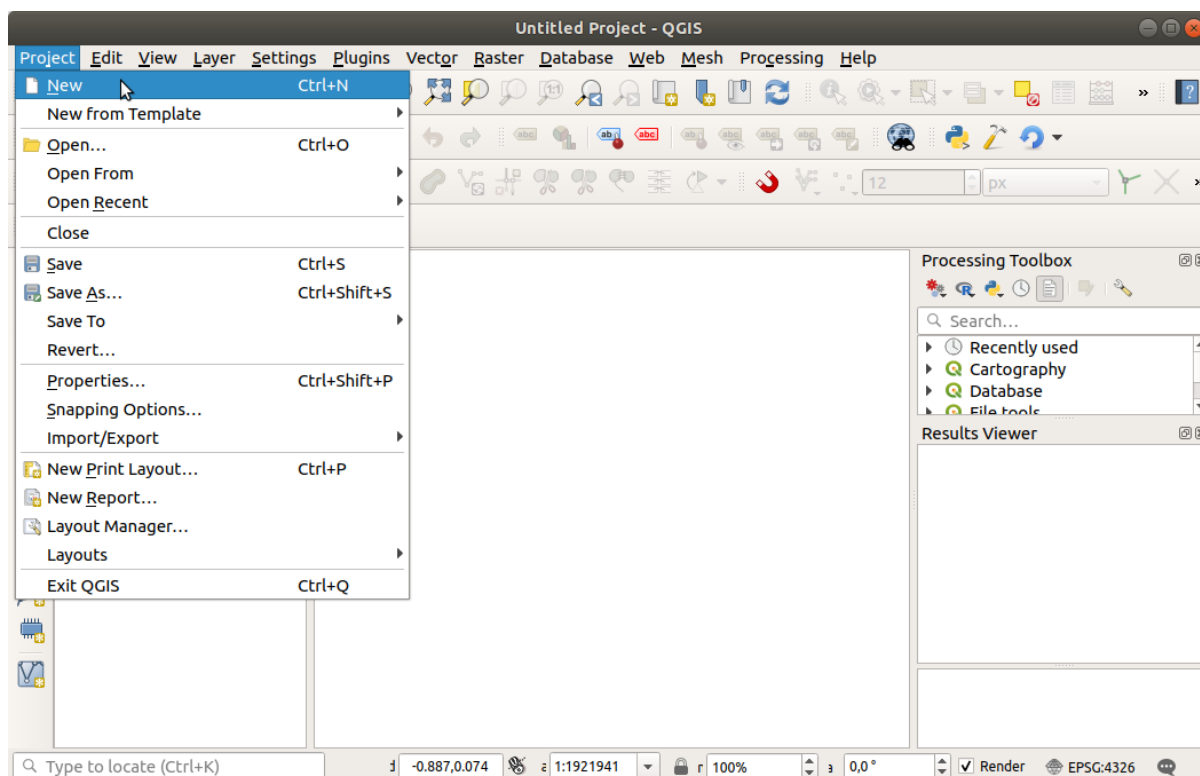 Untitled Project - QGIS
Project Edit View Layer Settings Plugins Vector Raster Database Web Mesh Processing Help
New Ctrl+N
New from Template
Open... Ctrl+O
Open From
Open Recent
12 px
Close
Save Ctrl+S
Save As... Ctrl+Shift+S
Save To
Revert...
Properties... Ctrl+Shift+P
Snapping Options...
Import/Export
New Print Layout... Ctrl+P
New Report...
Layout Manager...
Layouts
Exit QGIS Ctrl+Q
Processing Toolbox
Search...
Recently used
Cartography
Database
File tools
Results Viewer
Type to locate (Ctrl+K) -0.887,0.074 1:1921941 100% 0,0 ° Render EPSG:4326